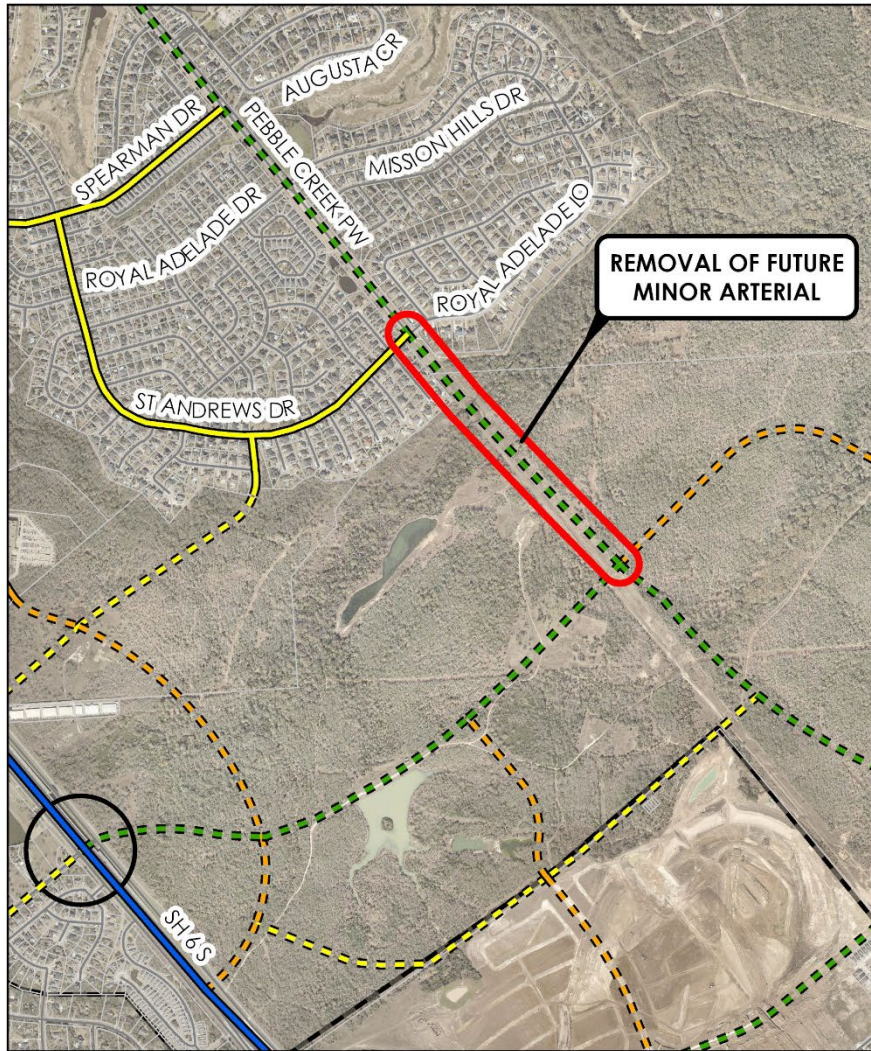 AUGUSTA CR
SPEARMAN DR
PEBBLE CREEK PW
MISSION HILLS DR
ROYAL ADELADE DR
ROYAL ADELADE LO
REMOVAL OF FUTURE
MINOR ARTERIAL
ST ANDREWS DR
SH 6 S